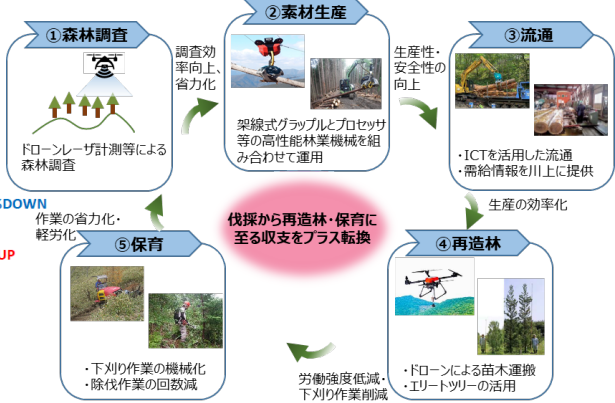 ①森林調査
ドローンレーザ計測等による
森林調査
調査効
率向上、
省力化
②素材生産
架線式グラップルとプロセッサ
等の高性能林業機械を組
み合わせて運用
生産性・
安全性の
向上
③流通
・ICTを活用した流通
・需給情報を川上に提供
生産の効率化
④再造林
・ドローンによる苗木運搬
・エリートツリーの活用
労働強度低減・
下刈り作業削減
⑤保育
・下刈り作業の機械化
・除伐作業の回数減
作業の省力化・
軽労化
伐採から再造林・保育に
至る収支をプラス転換
DOWN
UP